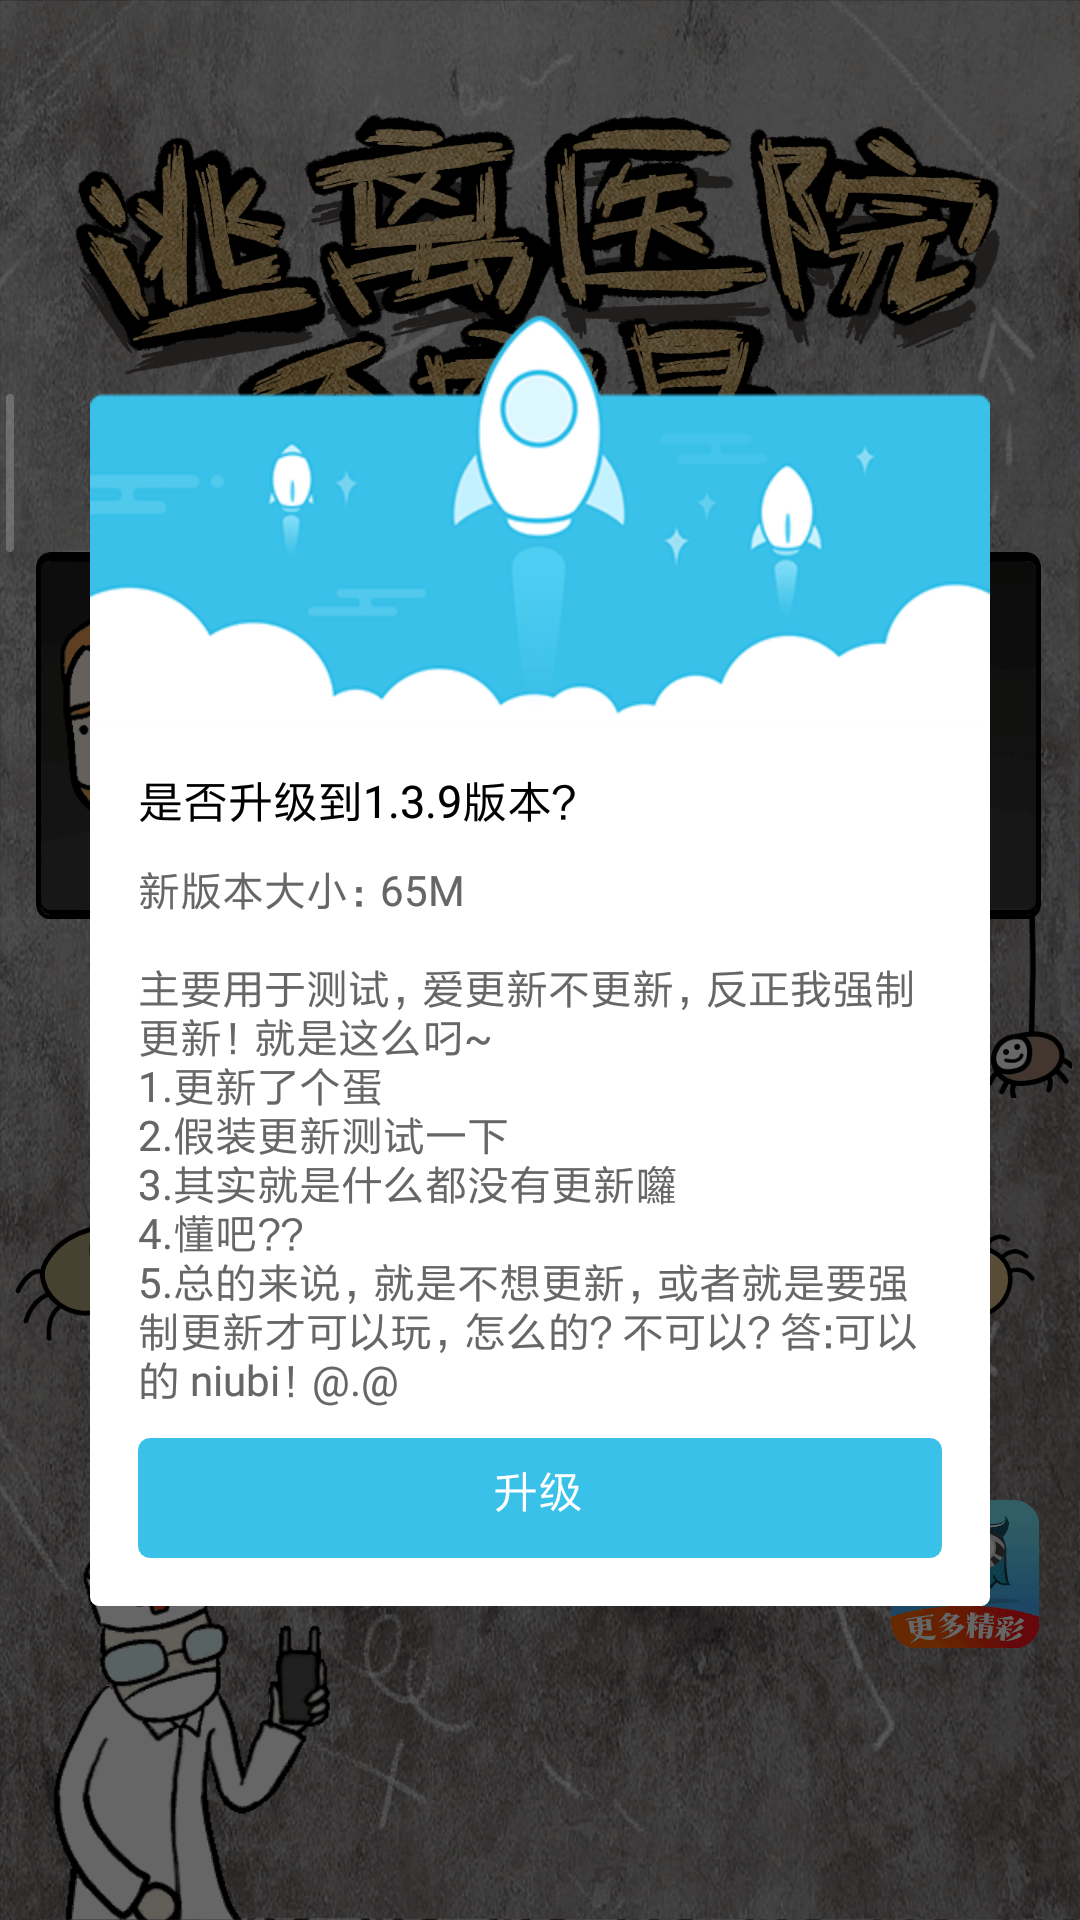 逃离医院
是否升级到1.3.9版本?
新版本大小: 65M
主要用于测试, 爱更新不更新, 反正我强制
更新! 就是这么叼~
1.更新了个蛋
2.假装更新测试一下
3.其实就是什么都没有更新囖
4.懂吧??
5.总的来说, 就是不想更新, 或者就是要强
制更新才可以玩, 怎么的? 不可以? 答:可以
的 niubi! @.@
升级
更多精彩